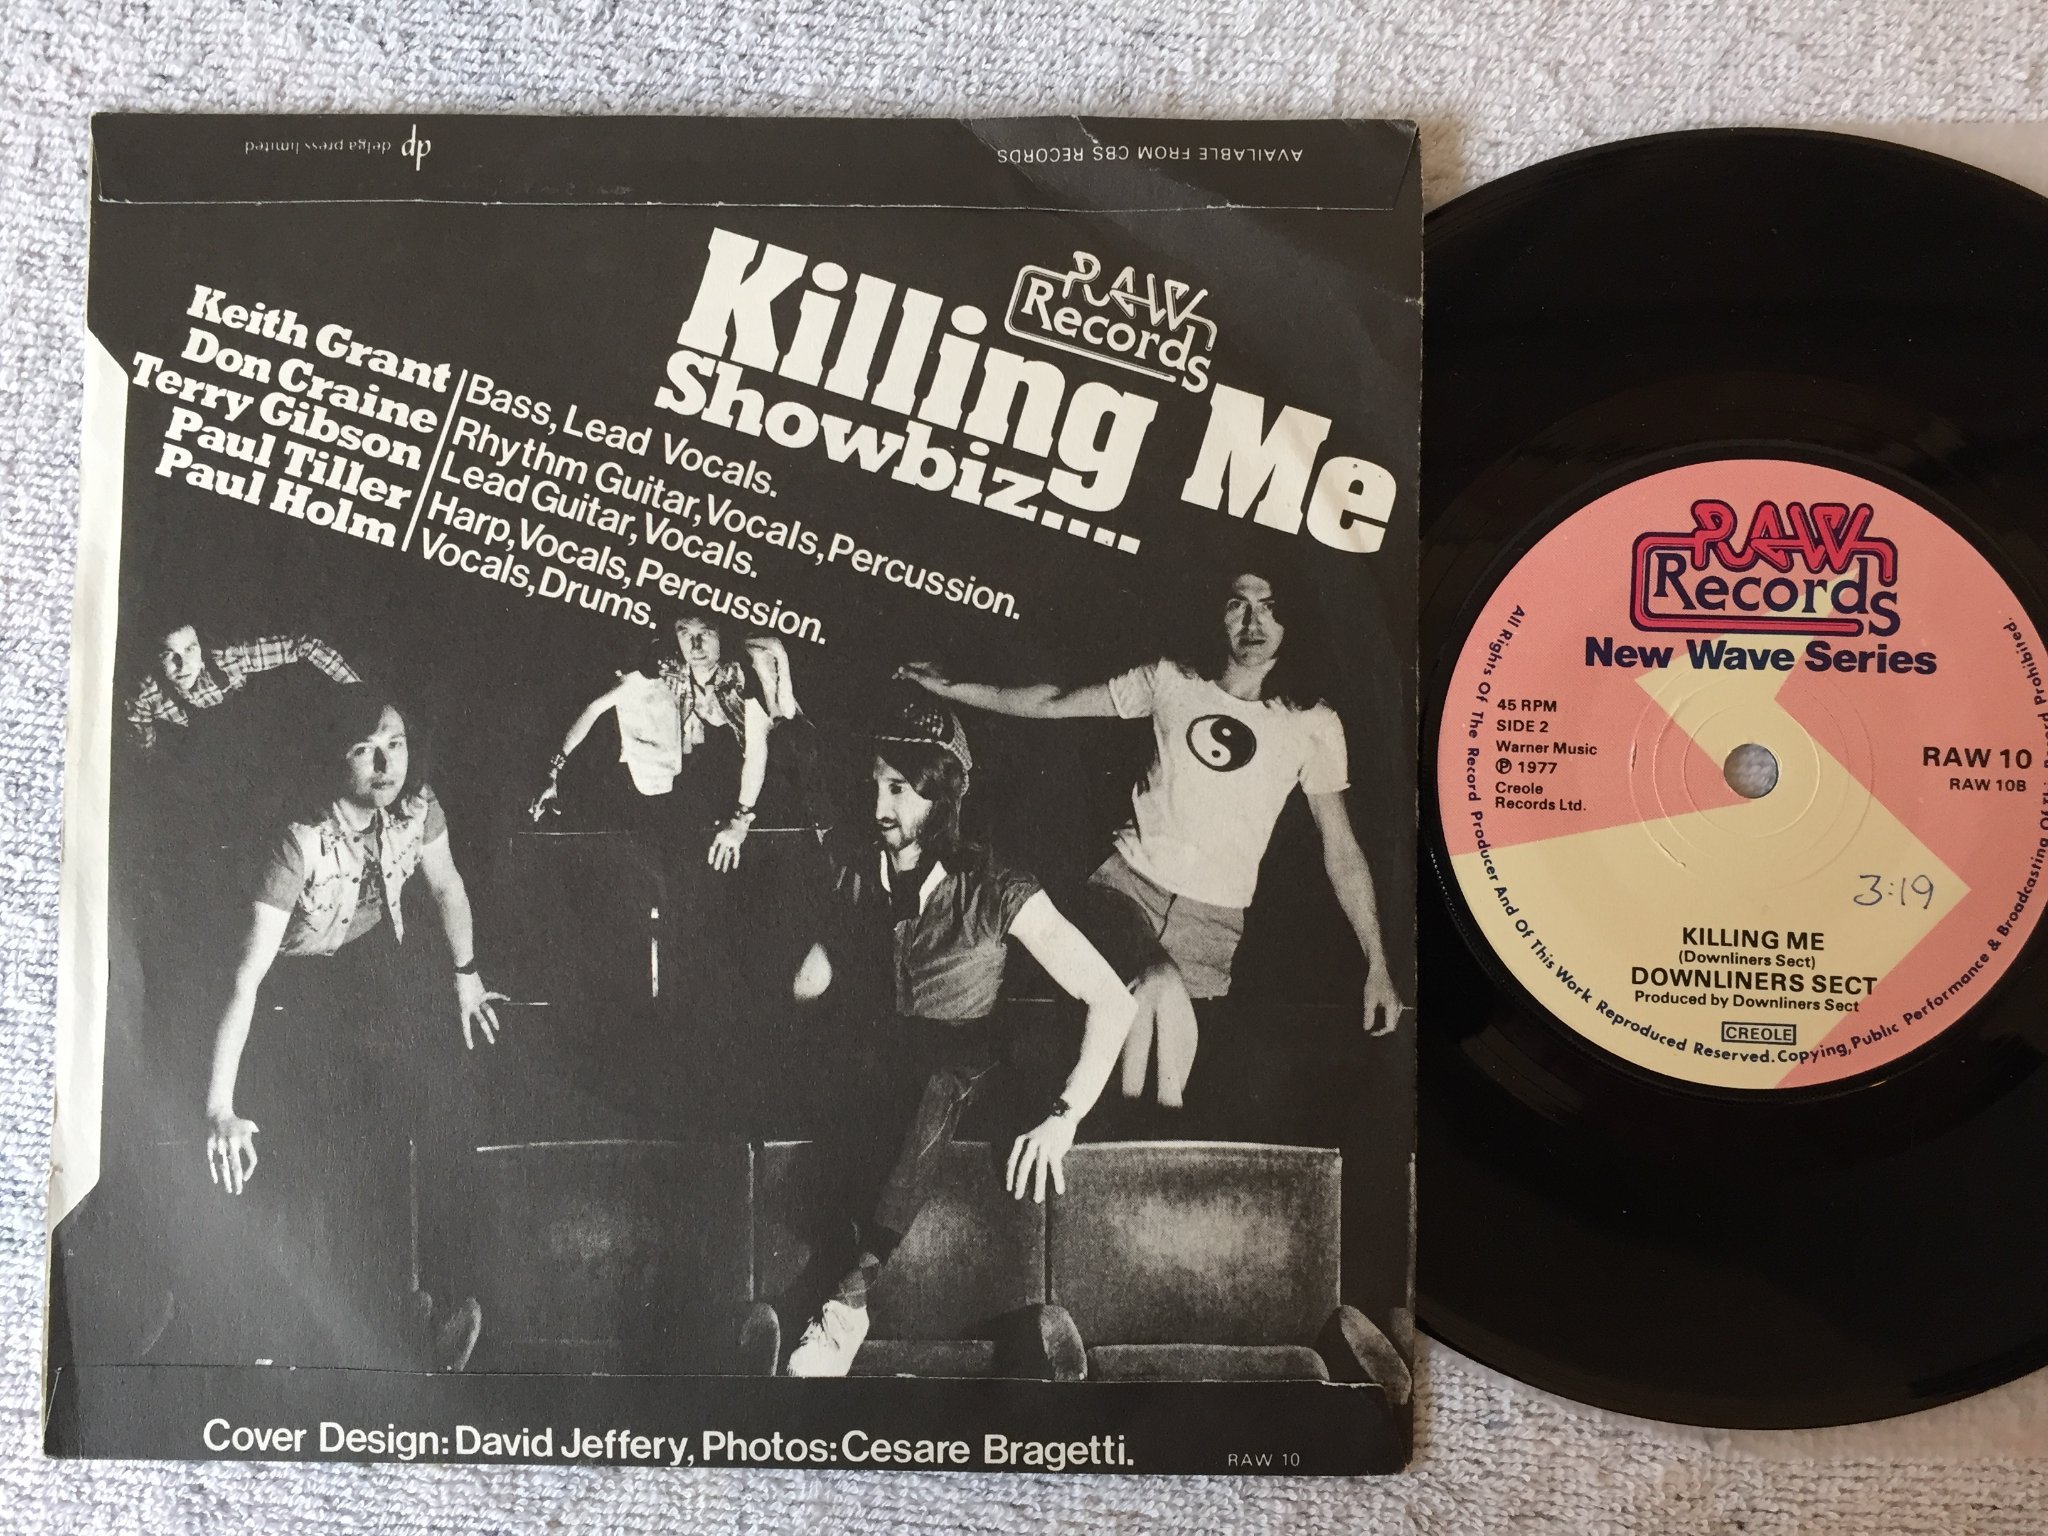 delga press limited dp
AVAILABLE FROM CBS RECORDS
RAW
Records
Killing Me
Showbiz....
Keith Grant
Don Craine
Terry Gibson
Paul Tiller
Paul Holm
Bass, Lead Vocals.
Rhythm Guitar, Vocals, Percussion.
Lead Guitar, Vocals.
Harp, Vocals, Percussion.
Vocals, Drums.
Cover Design: David Jeffery, Photos: Cesare Bragetti.
RAW 10
RAW
Records
New Wave Series
45 RPM
SIDE 2
Warner Music
℗ 1977
Creole
Records Ltd.
RAW 10
RAW 10B
3:19
KILLING ME
(Downliners Sect)
DOWNLINERS SECT
Produced by Downliners Sect
CREOLE
All Rights Of The Record Producer And Of This Work Reproduced Reserved. Copying, Public Performance & Broadcasting Of Prohibited.